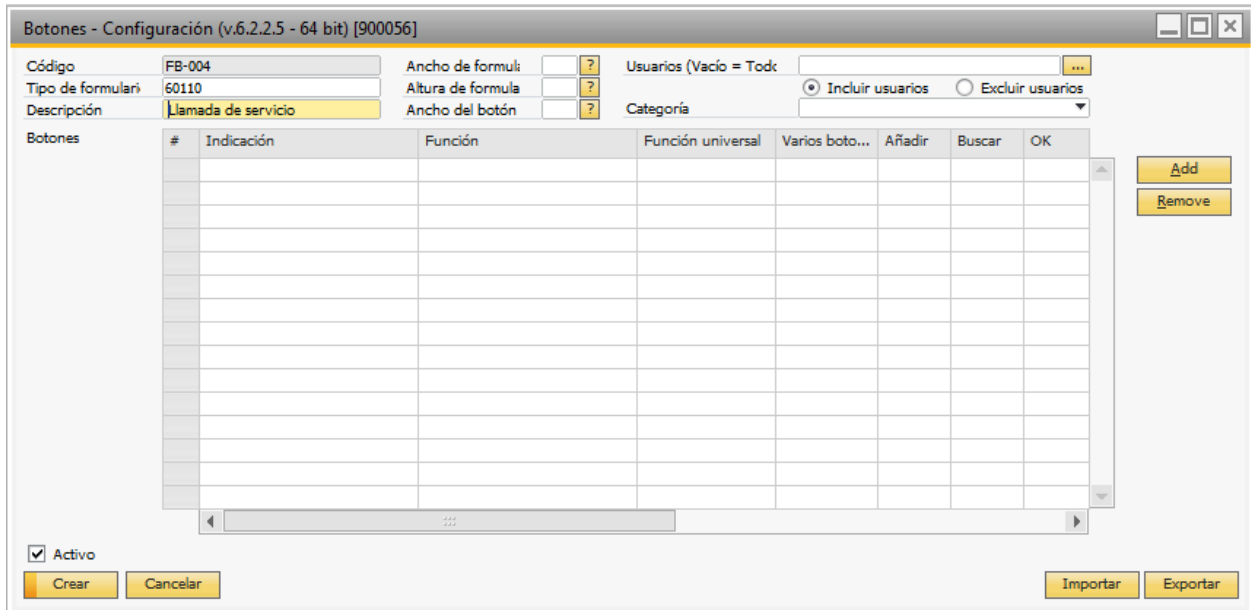 Botones - Configuración (v.6.2.2.5 - 64 bit) [900056]
Código FB-004 Ancho de formula ? Usuarios (Vacío = Todo ...
Tipo de formulari 60110 Altura de formula ? Incluir usuarios Excluir usuarios
Descripción Llamada de servicio Ancho del botón ? Categoría
Botones # Indicación Función Función universal Varios boto... Añadir Buscar OK
Add
Remove
Activo
Crear Cancelar Importar Exportar